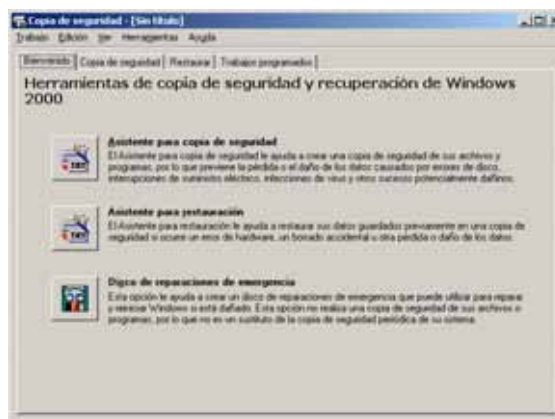 Copia de seguridad - [Sin título]
Trabajo Edición Ver Herramientas Ayuda
Bienvenido Copia de seguridad Restaurar Trabajos programados
Herramientas de copia de seguridad y recuperación de Windows
2000
Asistente para copia de seguridad
El Asistente para copia de seguridad le ayuda a crear una copia de seguridad de sus archivos y
programas, por lo que previene la pérdida o el daño de los datos causados por errores de disco,
interrupciones de suministro eléctrico, infecciones de virus y otros sucesos potencialmente dañinos.
Asistente para restauración
El Asistente para restauración le ayuda a restaurar sus datos guardados previamente en una copia de
seguridad si ocurre un error de hardware, un borrado accidental u otra pérdida o daño de los datos.
Disco de reparaciones de emergencia
Esta opción le ayuda a crear un disco de reparaciones de emergencia que puede utilizar para reparar
y reiniciar Windows si está dañado. Esta opción no realiza una copia de seguridad de sus archivos o
programas, por lo que no es un sustituto de la copia de seguridad periódica de su sistema.